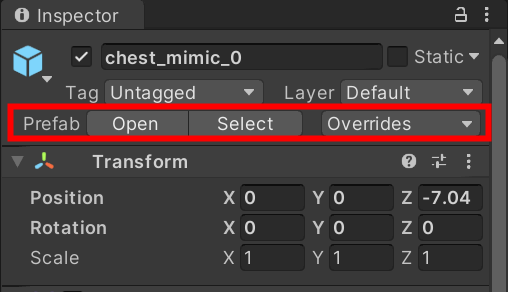 Inspector
chest_mimic_0 Static
Tag Untagged Layer Default
Prefab Open Select Overrides
Transform
Position X 0 Y 0 Z -7.04
Rotation X 0 Y 0 Z 0
Scale X 1 Y 1 Z 1